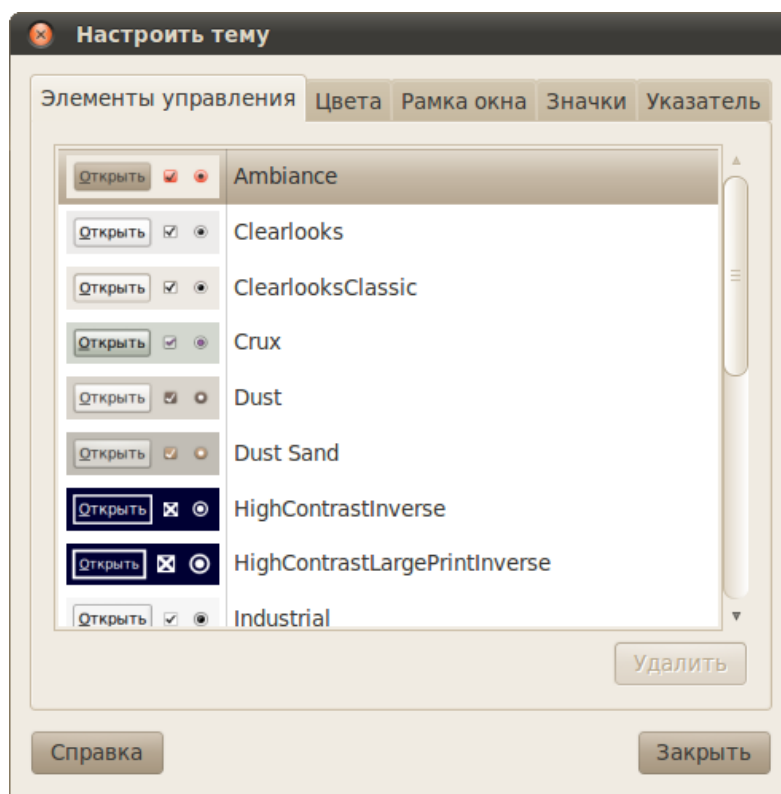 Настроить тему
Элементы управления Цвета Рамка окна Значки Указатель
Открыть Ambiance
Открыть Clearlooks
Открыть ClearlooksClassic
Открыть Crux
Открыть Dust
Открыть Dust Sand
Открыть HighContrastInverse
Открыть HighContrastLargePrintInverse
Открыть Industrial
Удалить
Справка Закрыть